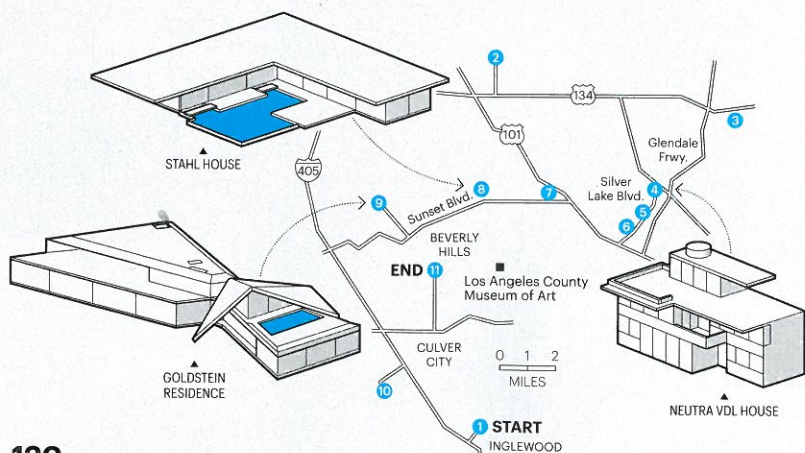 STAHL HOUSE
405
2
134
101
3
Glendale
Frwy.
Silver
Lake Blvd.
4
5
6
7
8
9
Sunset Blvd.
BEVERLY
HILLS
END 11
Los Angeles County
Museum of Art
CULVER
CITY
0 1 2
MILES
10
1 START
INGLEWOOD
GOLDSTEIN
RESIDENCE
NEUTRA VDL HOUSE